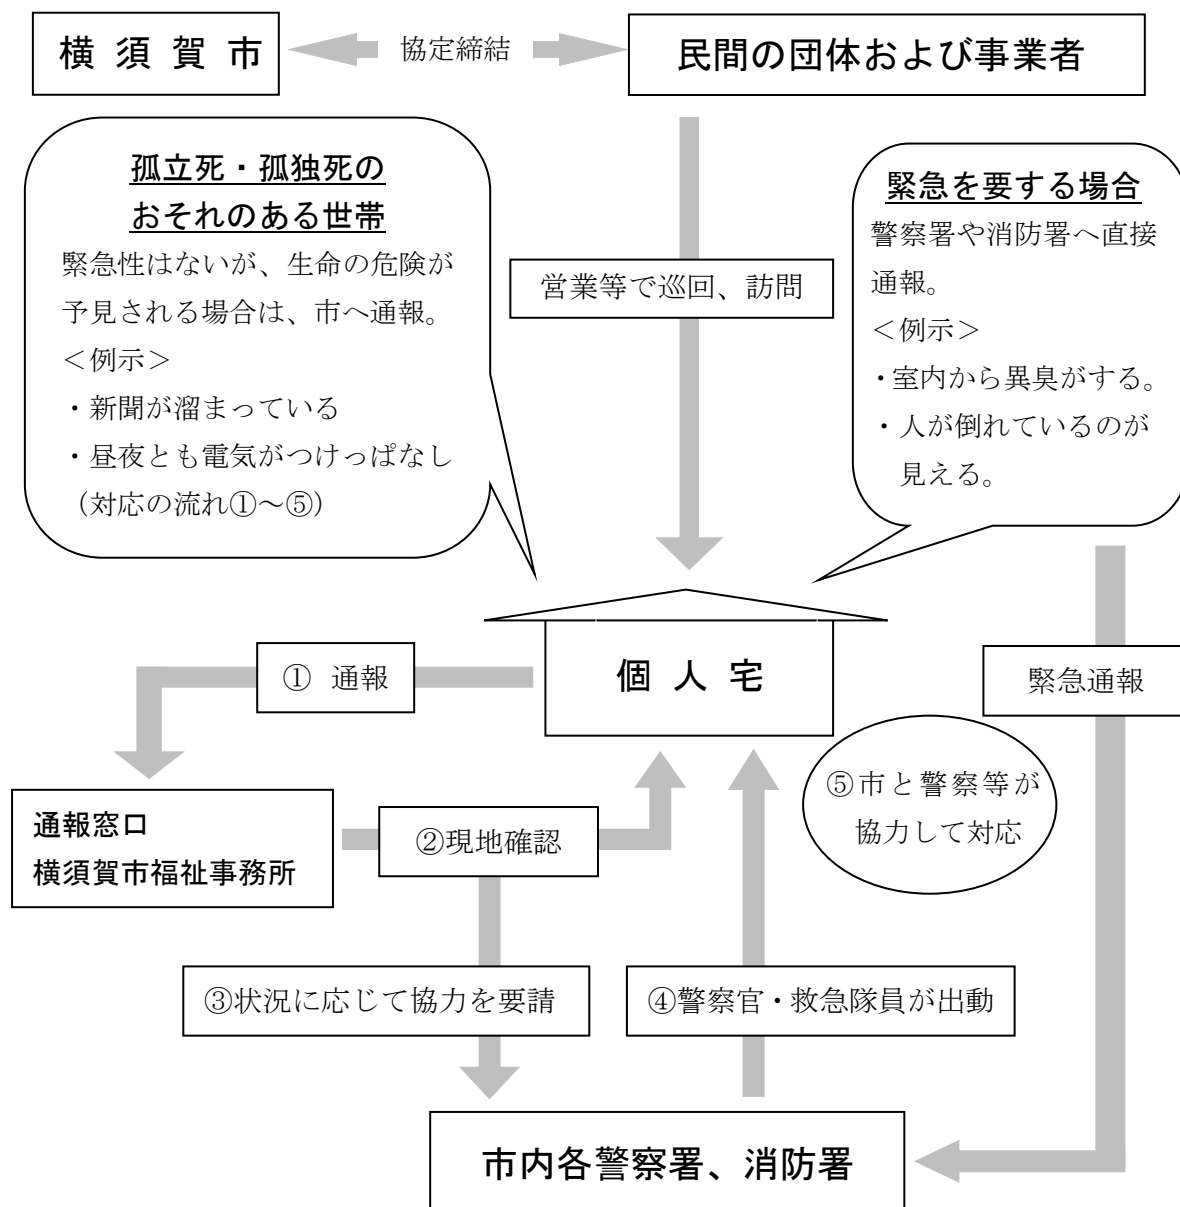 横須賀市
協定締結
民間の団体および事業者
孤立死・孤独死の
おそれのある世帯
緊急性はないが、生命の危険が
予見される場合は、市へ通報。
＜例示＞
・新聞が溜まっている
・昼夜とも電気がつけっぱなし
（対応の流れ①～⑤）
営業等で巡回、訪問
緊急を要する場合
警察署や消防署へ直接
通報。
＜例示＞
・室内から異臭がする。
・人が倒れているのが
見える。
個人宅
① 通報
緊急通報
通報窓口
横須賀市福祉事務所
②現地確認
⑤市と警察等が
協力して対応
③状況に応じて協力を要請
④警察官・救急隊員が出動
市内各警察署、消防署